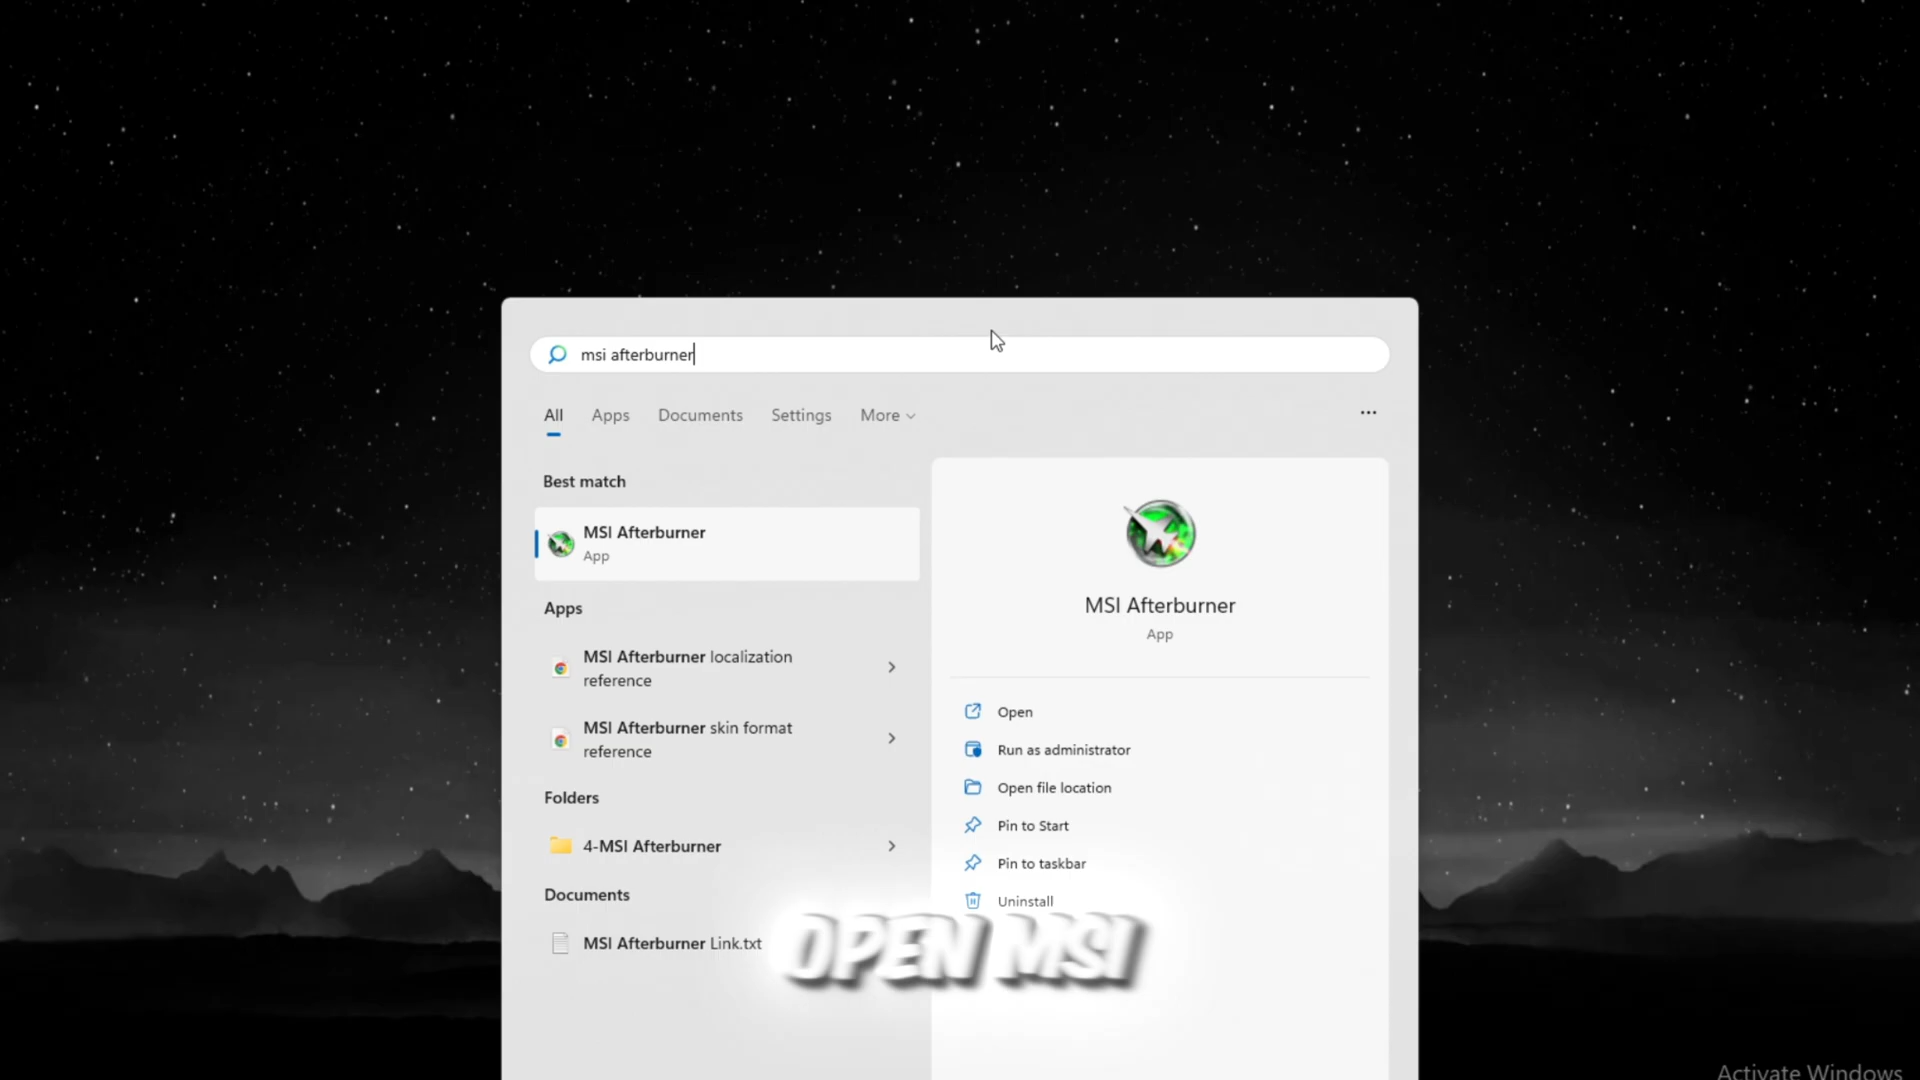 msi afterburner
All Apps Documents Settings More
Best match
MSI Afterburner
App
Apps
MSI Afterburner localization
reference
MSI Afterburner skin format
reference
Folders
4-MSI Afterburner
Documents
MSI Afterburner Link.txt
MSI Afterburner
App
Open
Run as administrator
Open file location
Pin to Start
Pin to taskbar
Uninstall
OPEN MSI
Activate Windows